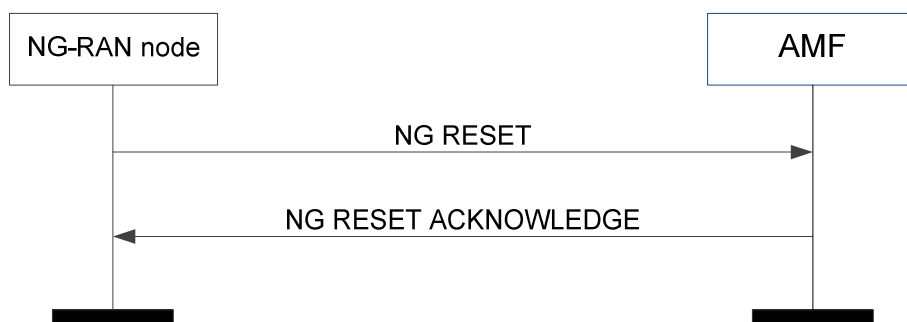 NG-RAN node
AMF
NG RESET
NG RESET ACKNOWLEDGE